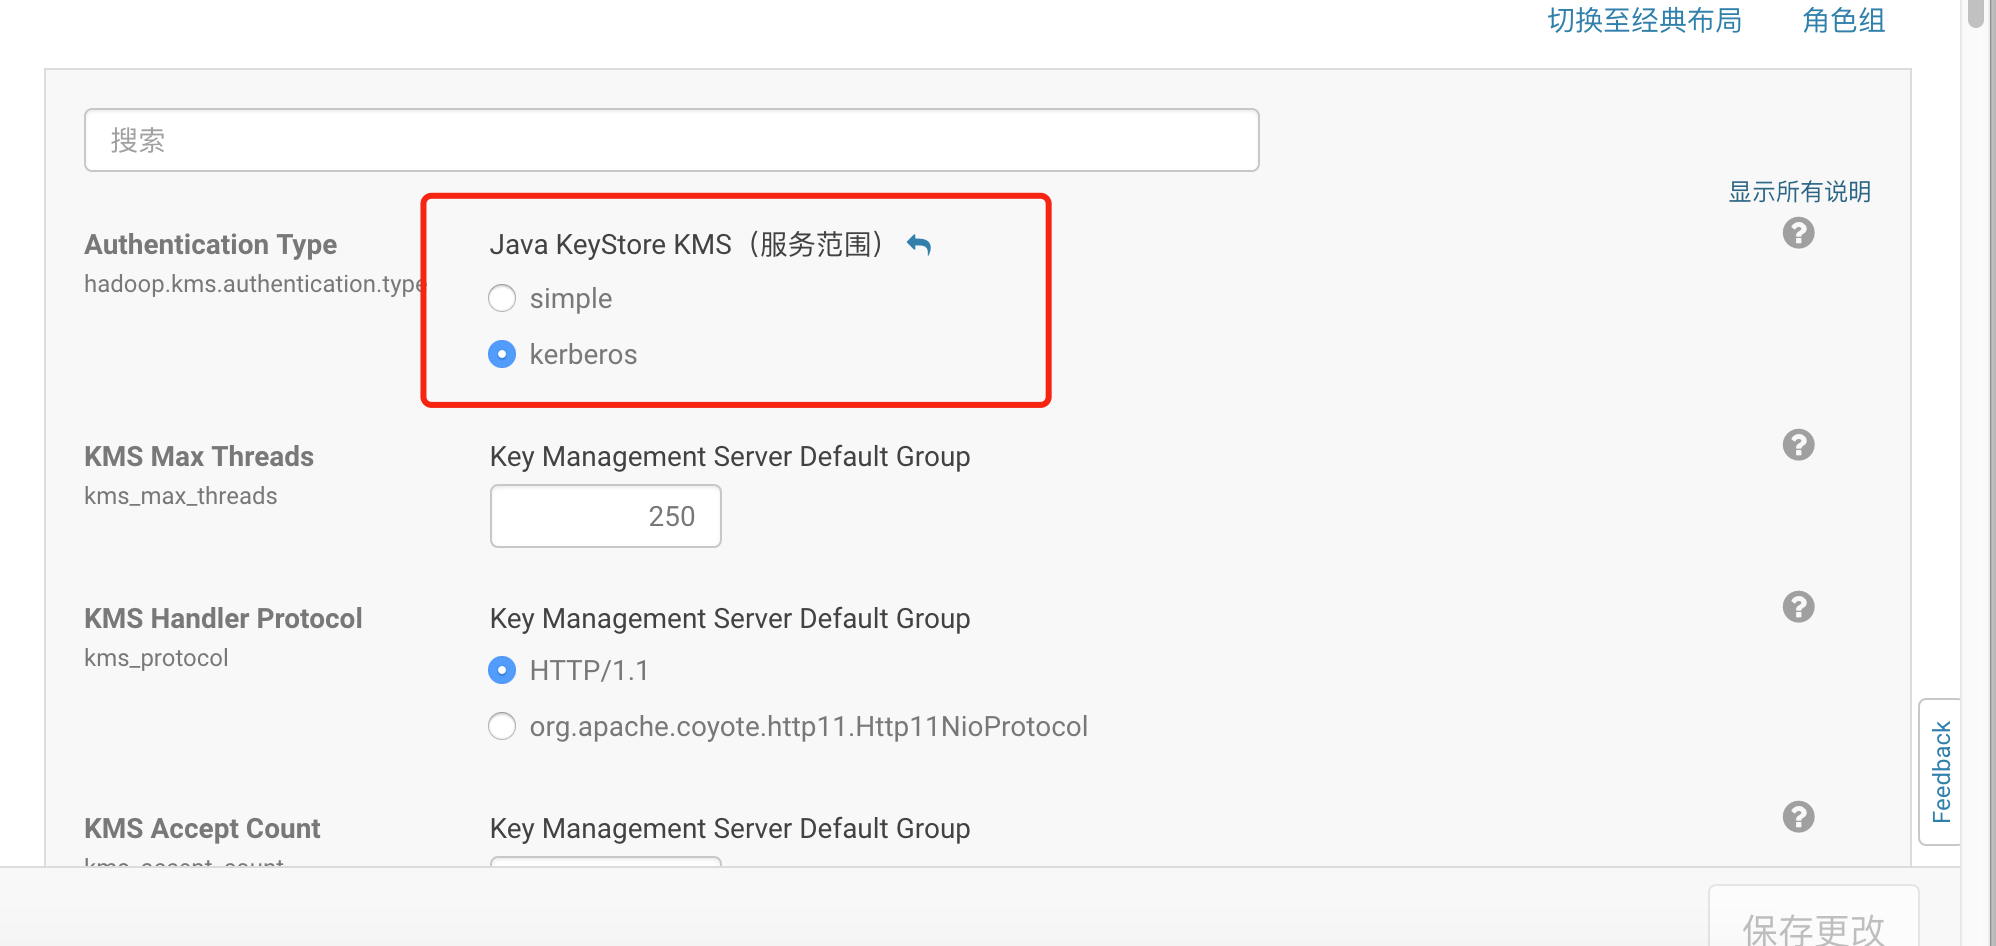 切换至经典布局 角色组
搜索
显示所有说明
Authentication Type
hadoop.kms.authentication.type
Java KeyStore KMS（服务范围）
simple
kerberos
KMS Max Threads
kms_max_threads
Key Management Server Default Group
250
KMS Handler Protocol
kms_protocol
Key Management Server Default Group
HTTP/1.1
org.apache.coyote.http11.Http11NioProtocol
KMS Accept Count
kms_accept_count
Key Management Server Default Group
Feedback
保存更改